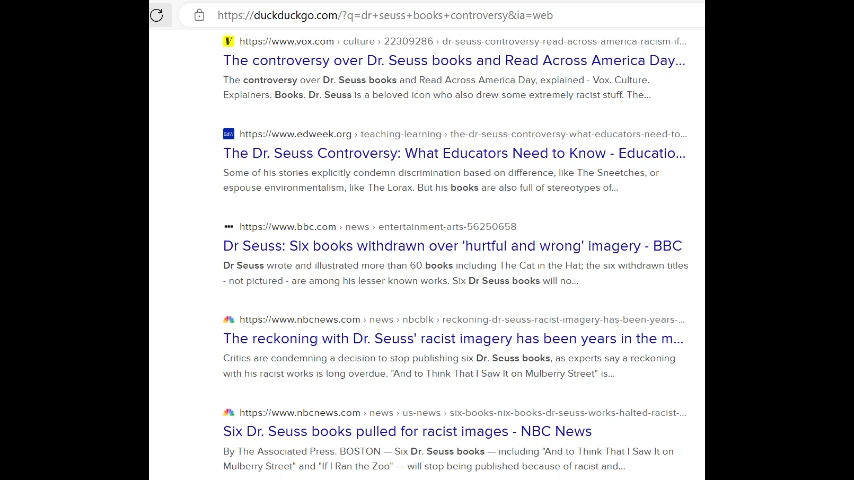 https://duckduckgo.com/?q=dr+seuss+books+controversy&ia=web
https://www.vox.com › culture › 22309286 › dr-seuss-controversy-read-across-america-racism-if...
The controversy over Dr. Seuss books and Read Across America Day...
The controversy over Dr. Seuss books and Read Across America Day, explained - Vox. Culture.
Explainers. Books. Dr. Seuss is a beloved icon who also drew some extremely racist stuff. The...
https://www.edweek.org › teaching-learning › the-dr-seuss-controversy-what-educators-need-to...
The Dr. Seuss Controversy: What Educators Need to Know - Educatio...
Some of his stories explicitly condemn discrimination based on difference, like The Sneetches, or
espouse environmentalism, like The Lorax. But his books are also full of stereotypes of...
https://www.bbc.com › news › entertainment-arts-56250658
Dr Seuss: Six books withdrawn over 'hurtful and wrong' imagery - BBC
Dr Seuss wrote and illustrated more than 60 books including The Cat in the Hat; the six withdrawn titles
- not pictured - are among his lesser known works. Six Dr Seuss books will no...
https://www.nbcnews.com › news › nbcblk › reckoning-dr-seuss-racist-imagery-has-been-years-...
The reckoning with Dr. Seuss' racist imagery has been years in the m...
Critics are condemning a decision to stop publishing six Dr. Seuss books, as experts say a reckoning
with his racist works is long overdue. "And to Think That I Saw It on Mulberry Street" is...
https://www.nbcnews.com › news › us-news › six-books-nix-books-dr-seuss-works-halted-racist-...
Six Dr. Seuss books pulled for racist images - NBC News
By The Associated Press. BOSTON — Six Dr. Seuss books — including "And to Think That I Saw It on
Mulberry Street" and "If I Ran the Zoo" — will stop being published because of racist and...